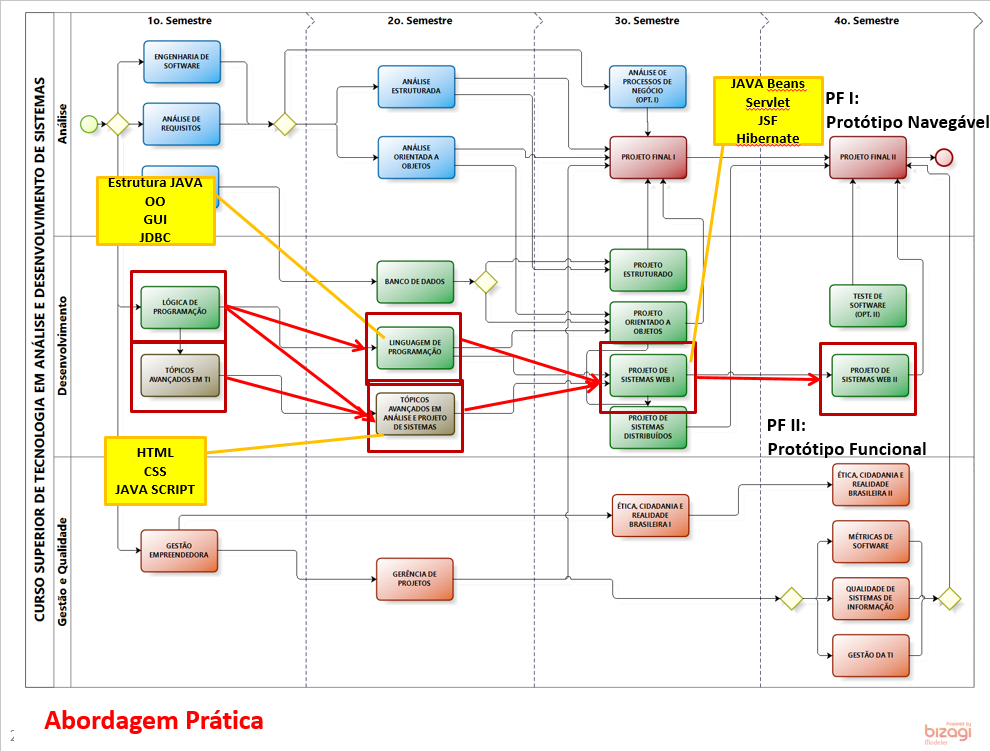 1o. Semestre
2o. Semestre
3o. Semestre
4o. Semestre
CURSO SUPERIOR DE TECNOLOGIA EM ANÁLISE E DESENVOLVIMENTO DE SISTEMAS
Análise
ENGENHARIA DE
SOFTWARE
ANÁLISE DE
REQUISITOS
ANÁLISE
ESTRUTURADA
ANÁLISE
ORIENTADA A
OBJETOS
ANÁLISE OE
PROCESSOS DE
NEGÓCIO
(OPT. I)
PROJETO FINAL I
JAVA Beans
Servlet
JSF
Hibernate
PF I:
Protótipo Navegável
PROJETO FINAL II
Estrutura JAVA
OO
GUI
JDBC
Desenvolvimento
LÓGICA DE
PROGRAMAÇÃO
TÓPICOS
AVANÇADOS EM TI
BANCO DE DADOS
LINGUAGEM DE
PROGRAMAÇÃO
TÓPICOS
AVANÇADOS EM
ANÁLISE E PROJETO
DE SISTEMAS
PROJETO
ESTRUTURADO
PROJETO
ORIENTADO A
OBJETOS
PROJETO DE
SISTEMAS WEB I
PROJETO DE
SISTEMAS
DISTRIBUÍDOS
TESTE DE
SOFTWARE
(OPT. II)
PROJETO DE
SISTEMAS WEB II
PF II:
Protótipo Funcional
HTML
CSS
JAVA SCRIPT
Gestão e Qualidade
GESTÃO
EMPREENDEDORA
GERÊNCIA DE
PROJETOS
ÉTICA, CIDADANIA E
REALIDADE
BRASILEIRA I
ÉTICA, CIDADANIA E
REALIDADE
BRASILEIRA II
MÉTRICAS DE
SOFTWARE
QUALIDADE DE
SISTEMAS DE
INFORMAÇÃO
GESTÃO DA TI
Abordagem Prática
Powered by
bizagi
Modeler